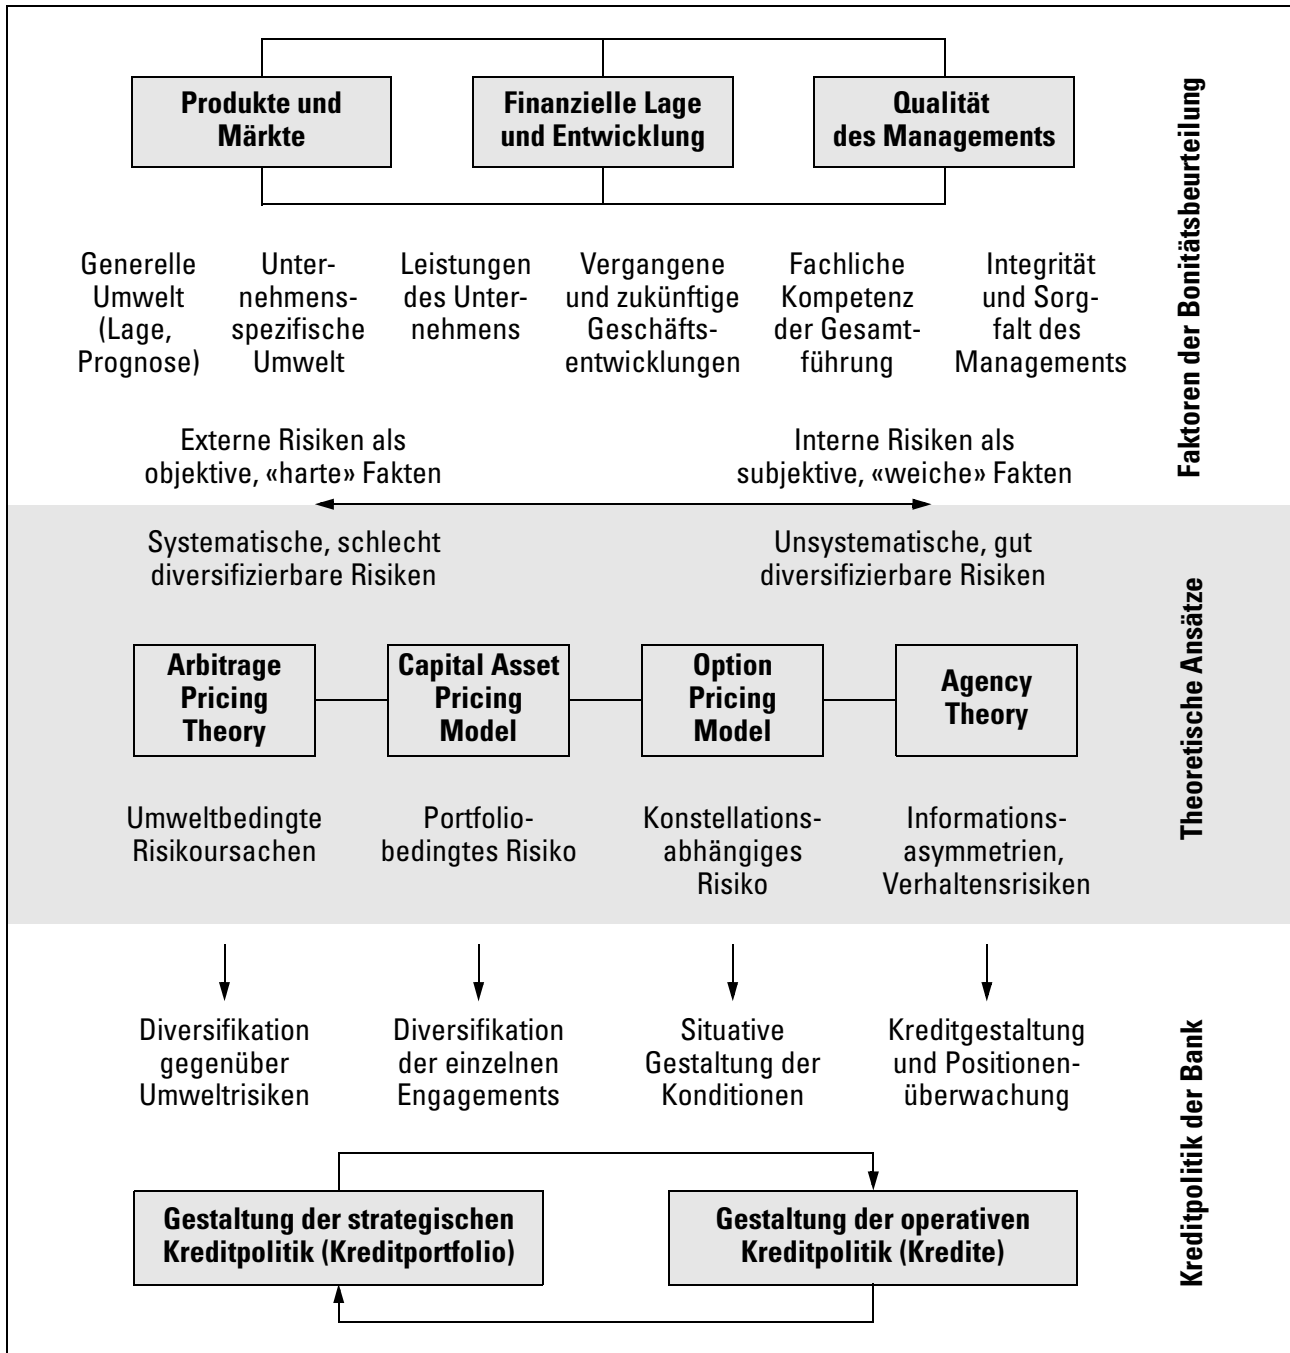 Produkte und
Märkte
Finanzielle Lage
und Entwicklung
Qualität
des Managements
Generelle
Umwelt
(Lage,
Prognose)
Unter-
nehmens-
spezifische
Umwelt
Leistungen
des Unter-
nehmens
Vergangene
und zukünftige
Geschäfts-
entwicklungen
Fachliche
Kompetenz
der Gesamt-
führung
Integrität
und Sorg-
falt des
Managements
Externe Risiken als
objektive, «harte» Fakten
Interne Risiken als
subjektive, «weiche» Fakten
Faktoren der Bonitätsbeurteilung
Systematische, schlecht
diversifizierbare Risiken
Unsystematische, gut
diversifizierbare Risiken
Arbitrage
Pricing
Theory
Capital Asset
Pricing
Model
Option
Pricing
Model
Agency
Theory
Umweltbedingte
Risikoursachen
Portfolio-
bedingtes Risiko
Konstellations-
abhängiges
Risiko
Informations-
asymmetrien,
Verhaltensrisiken
Theoretische Ansätze
Diversifikation
gegenüber
Umweltrisiken
Diversifikation
der einzelnen
Engagements
Situative
Gestaltung der
Konditionen
Kreditgestaltung
und Positionen-
überwachung
Gestaltung der strategischen
Kreditpolitik (Kreditportfolio)
Gestaltung der operativen
Kreditpolitik (Kredite)
Kreditpolitik der Bank